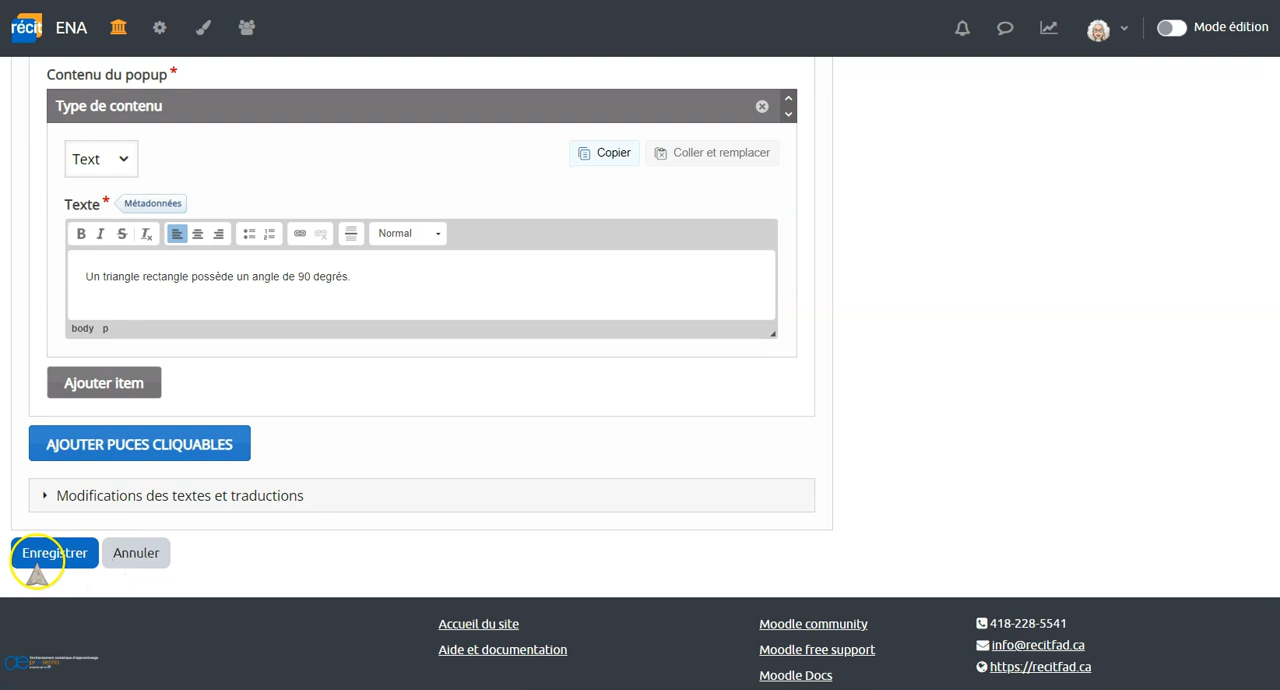 récit ENA Mode édition
Contenu du popup *
Type de contenu
Text Copier Coller et remplacer
Texte * Métadonnées
B I S Tx Normal
Un triangle rectangle possède un angle de 90 degrés.
body p
Ajouter item
AJOUTER PUCES CLIQUABLES
Modifications des textes et traductions
Enregistrer Annuler
Accueil du site Moodle community 418-228-5541
Aide et documentation Moodle free support info@recitfad.ca
Moodle Docs https://recitfad.ca